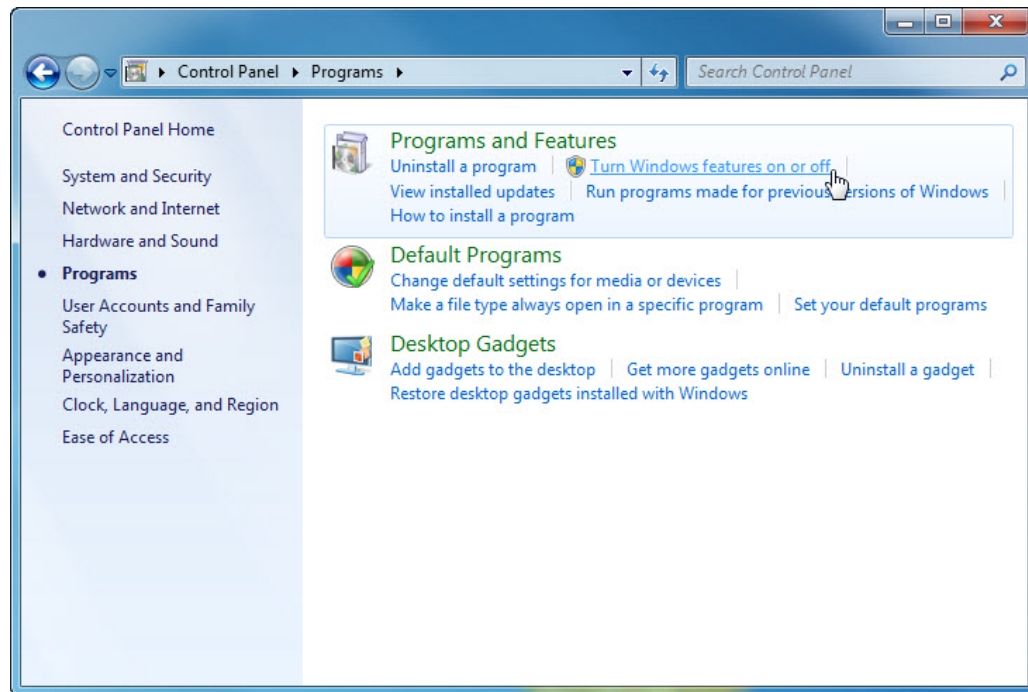 Control Panel Programs
Search Control Panel
Control Panel Home
System and Security
Network and Internet
Hardware and Sound
Programs
User Accounts and Family
Safety
Appearance and
Personalization
Clock, Language, and Region
Ease of Access
Programs and Features
Uninstall a program Turn Windows features on or off
View installed updates Run programs made for previous versions of Windows
How to install a program
Default Programs
Change default settings for media or devices
Make a file type always open in a specific program Set your default programs
Desktop Gadgets
Add gadgets to the desktop Get more gadgets online Uninstall a gadget
Restore desktop gadgets installed with Windows